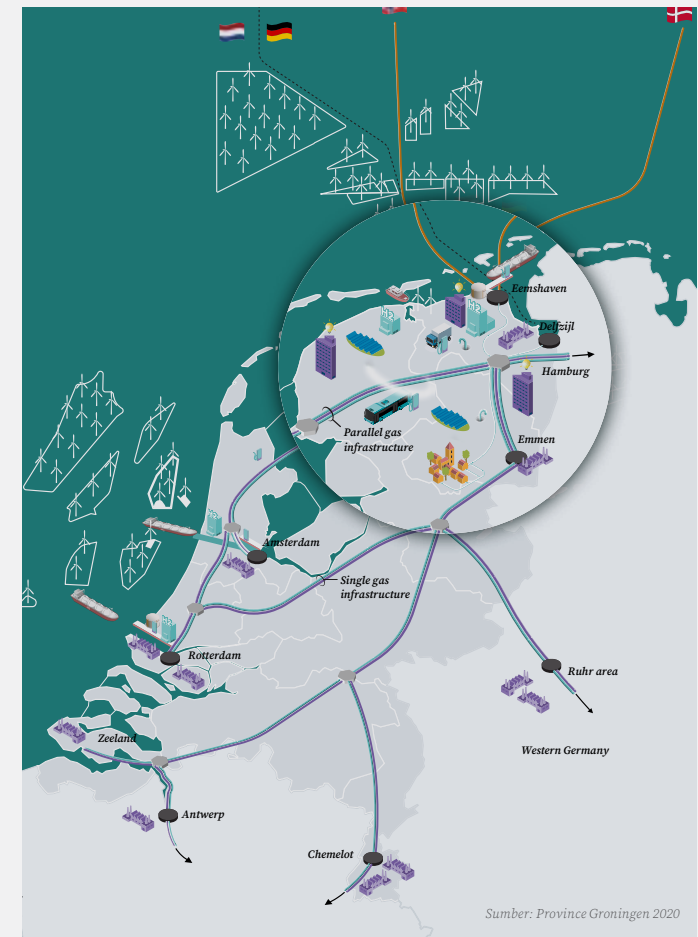 Eemshaven
Delfzijl
Hamburg
Parallel gas
infrastructure
Emmen
Amsterdam
Single gas
infrastructure
Rotterdam
Ruhr area
Zeeland
Western Germany
Antwerp
Chemelot
Sumber: Province Groningen 2020